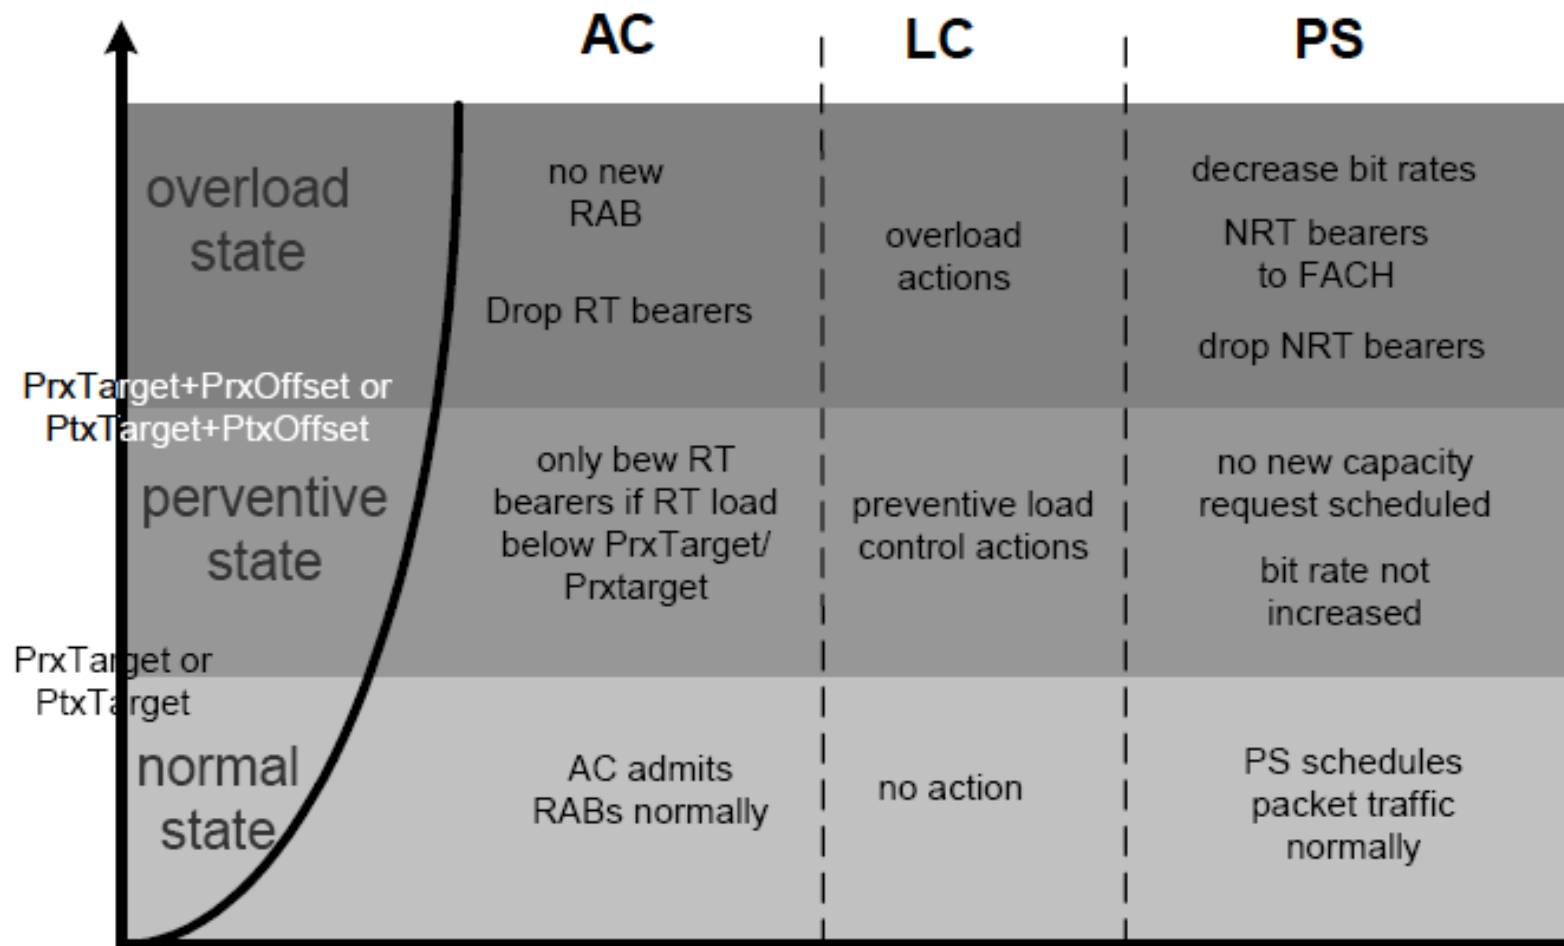 AC
LC
PS
overload
state
no new
RAB
Drop RT bearers
overload
actions
decrease bit rates
NRT bearers
to FACH
drop NRT bearers
PrxTarget+PrxOffset or
PtxTarget+PtxOffset
perventive
state
only bew RT
bearers if RT load
below PrxTarget/
Prxtarget
preventive load
control actions
no new capacity
request scheduled
bit rate not
increased
PrxTarget or
PtxTarget
normal
state
AC admits
RABs normally
no action
PS schedules
packet traffic
normally